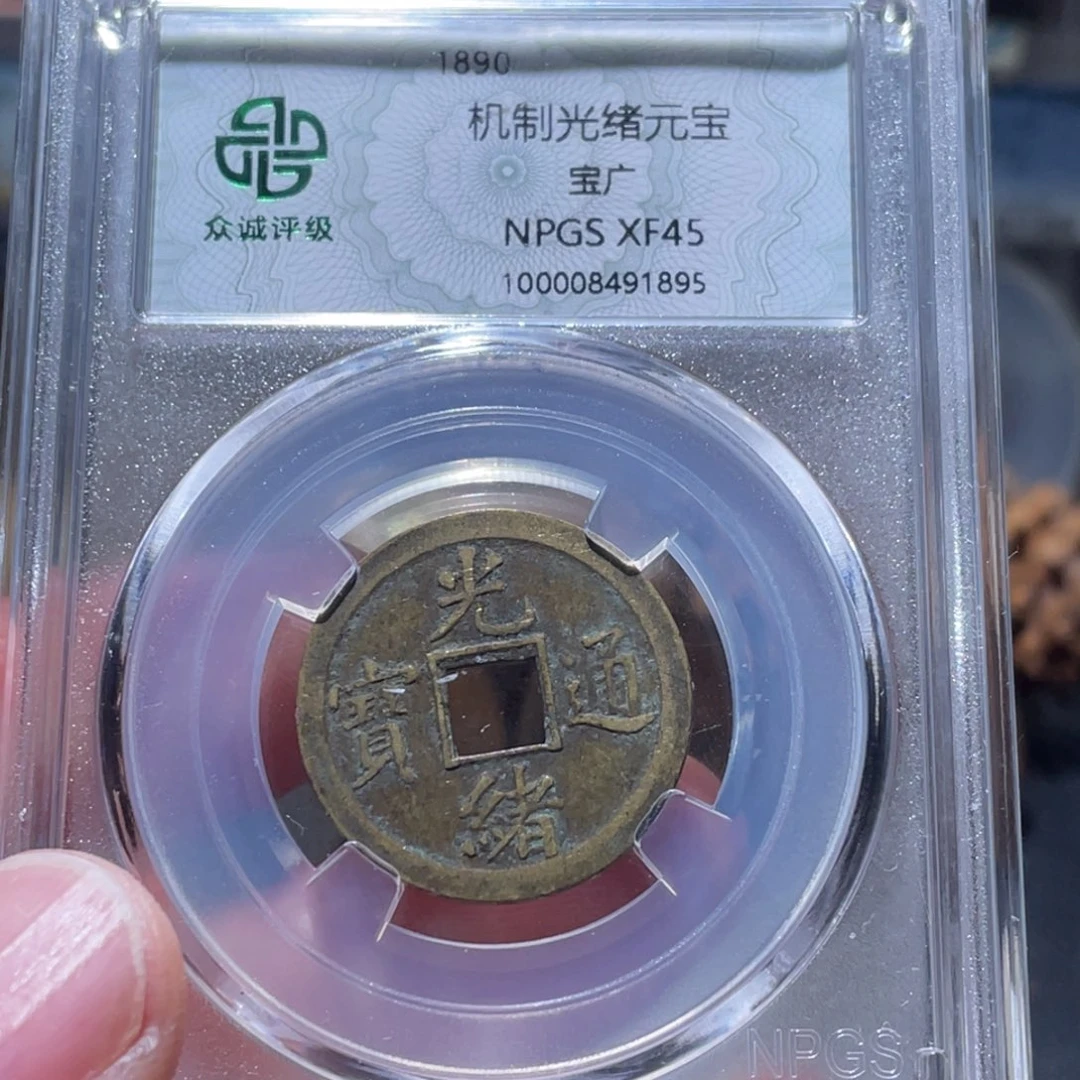 1890
机制光绪元宝
宝广
NPGS XF45
100008491895
众诚评级
光
緒
通
寶
NPGS